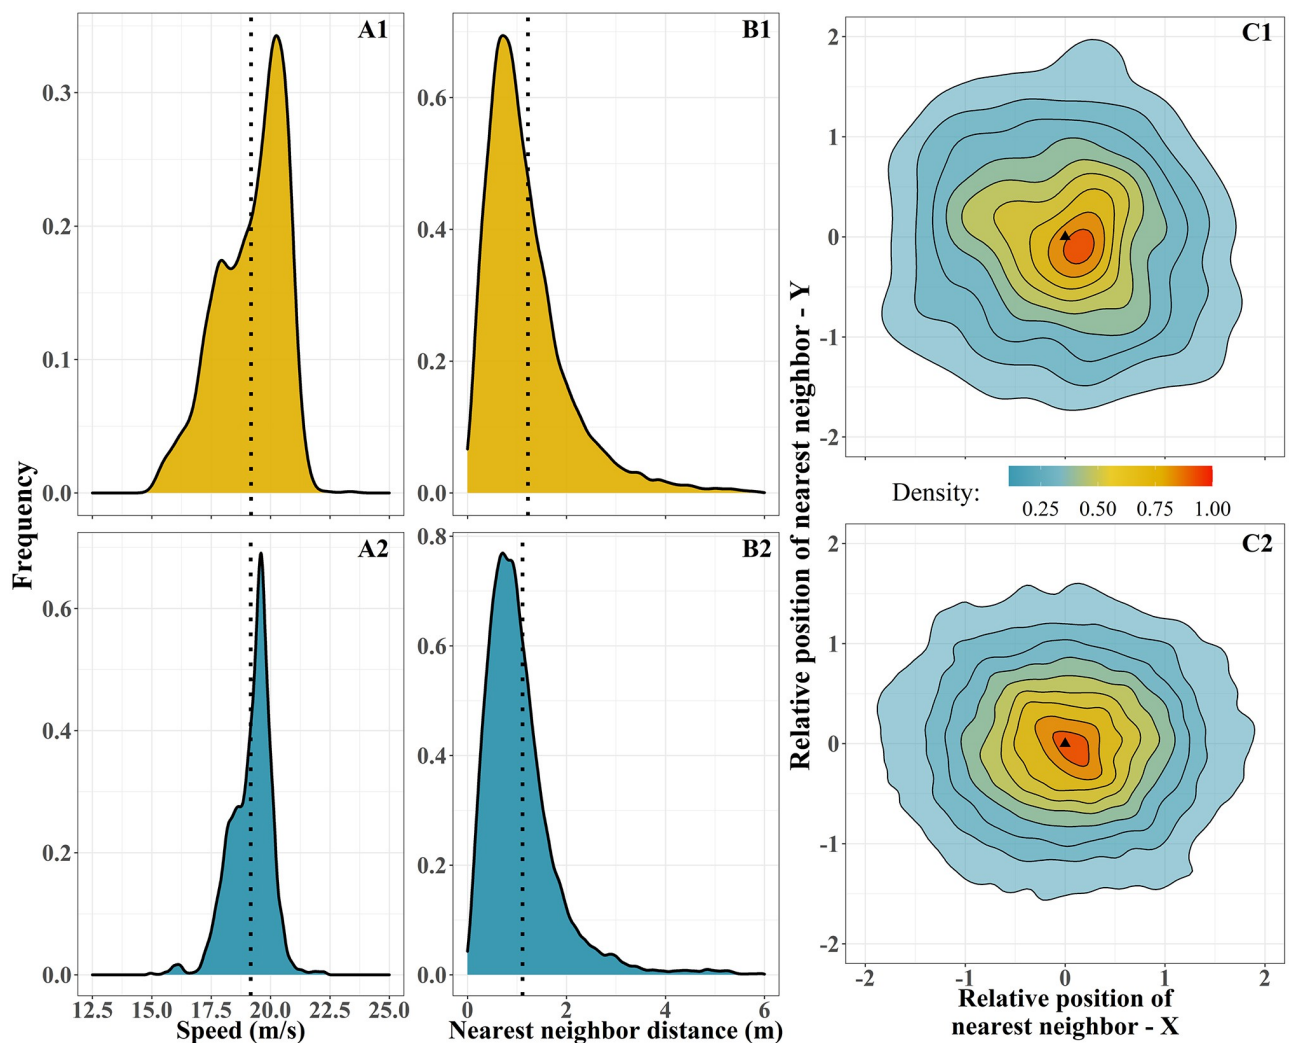 A1
B1
C1
0.3
0.2
0.1
0.0
0.6
0.4
0.2
0.0
2
1
0
-1
-2
Density:
0.25 0.50 0.75 1.00
Frequency
Relative position of nearest neighbor - Y
A2
B2
C2
0.6
0.4
0.2
0.0
0.8
0.6
0.4
0.2
0.0
2
1
0
-1
-2
12.5 15.0 17.5 20.0 22.5 25.0
0 2 4 6
-2 -1 0 1 2
Speed (m/s)
Nearest neighbor distance (m)
Relative position of
nearest neighbor - X